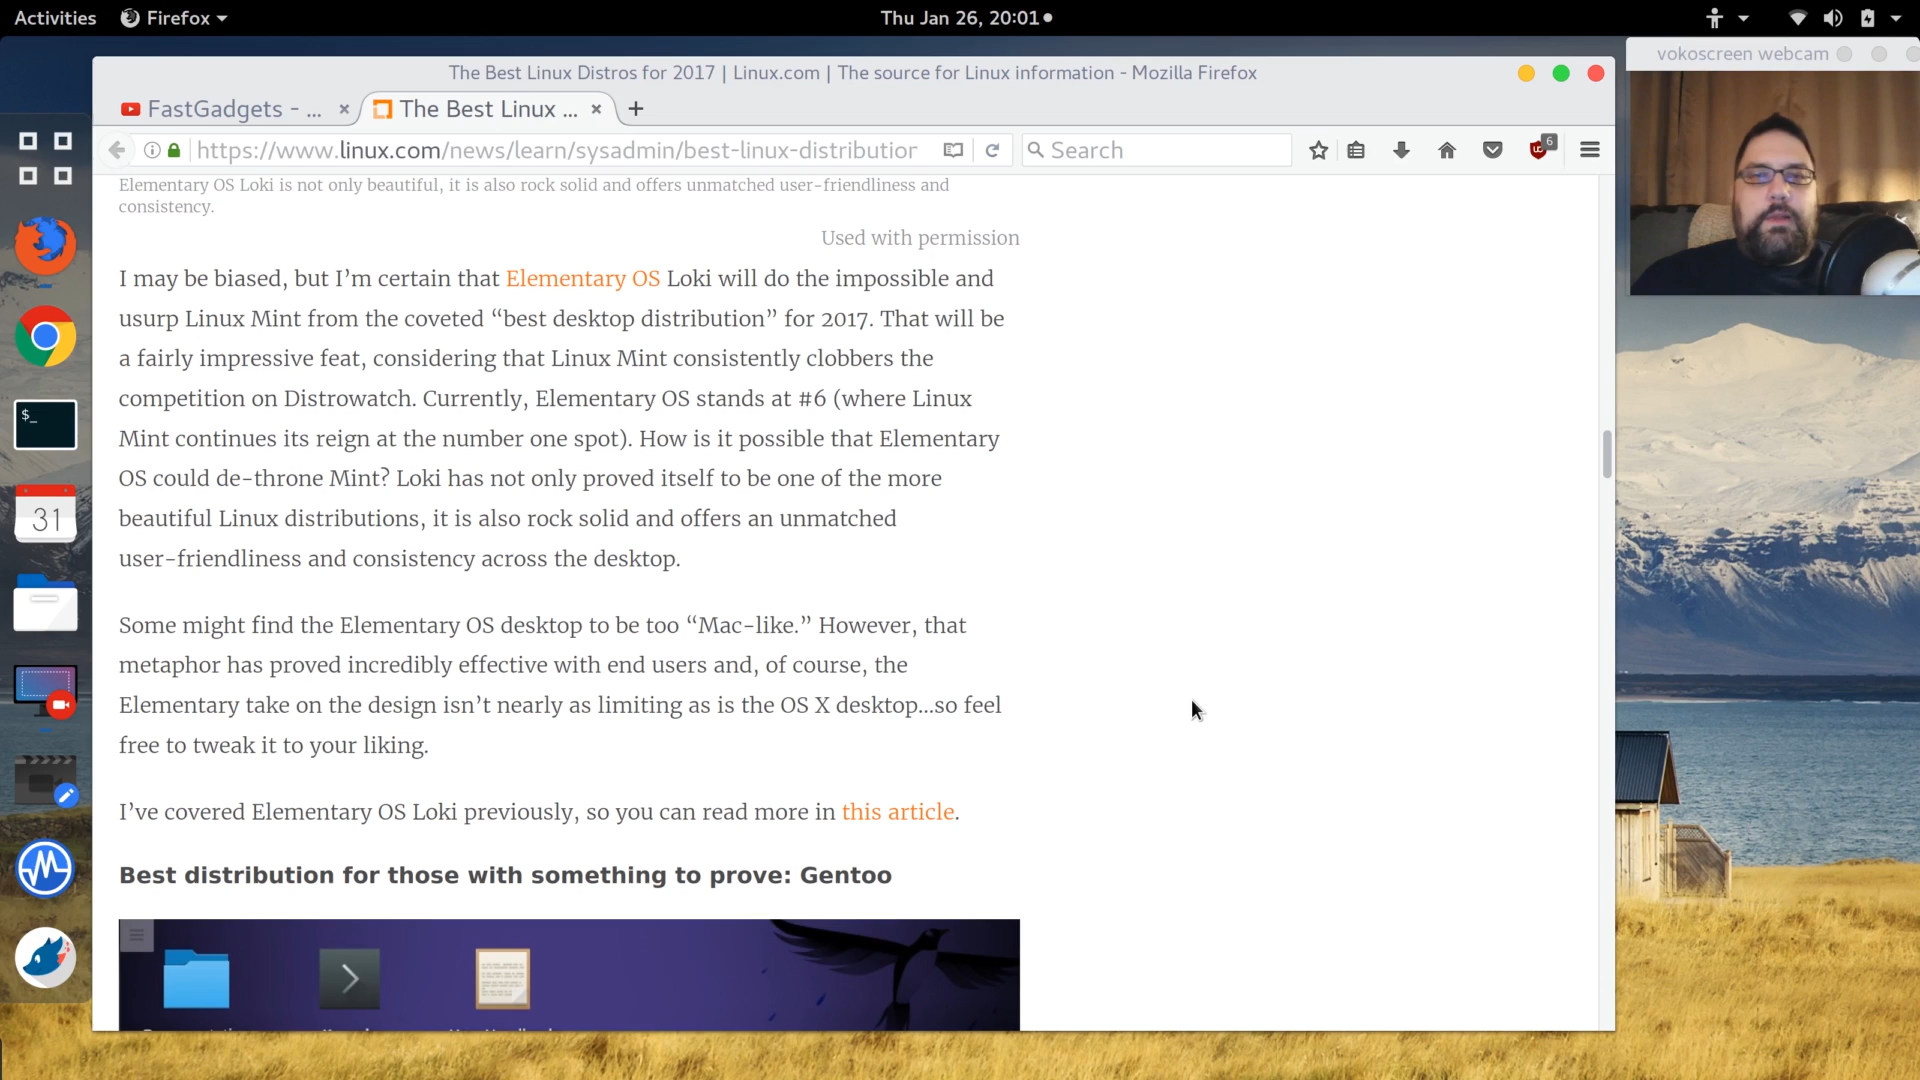 Activities
Firefox
Thu Jan 26, 20:01
vokoscreen webcam
The Best Linux Distros for 2017 | Linux.com | The source for Linux information - Mozilla Firefox
FastGadgets - ...
The Best Linux ...
https://www.linux.com/news/learn/sysadmin/best-linux-distribution
Search
6
Elementary OS Loki is not only beautiful, it is also rock solid and offers unmatched user-friendliness and
consistency.
Used with permission
I may be biased, but I’m certain that Elementary OS Loki will do the impossible and
usurp Linux Mint from the coveted “best desktop distribution” for 2017. That will be
a fairly impressive feat, considering that Linux Mint consistently clobbers the
competition on Distrowatch. Currently, Elementary OS stands at #6 (where Linux
Mint continues its reign at the number one spot). How is it possible that Elementary
OS could de-throne Mint? Loki has not only proved itself to be one of the more
beautiful Linux distributions, it is also rock solid and offers an unmatched
user-friendliness and consistency across the desktop.
Some might find the Elementary OS desktop to be too “Mac-like.” However, that
metaphor has proved incredibly effective with end users and, of course, the
Elementary take on the design isn’t nearly as limiting as is the OS X desktop...so feel
free to tweak it to your liking.
I’ve covered Elementary OS Loki previously, so you can read more in this article.
Best distribution for those with something to prove: Gentoo
$_
31